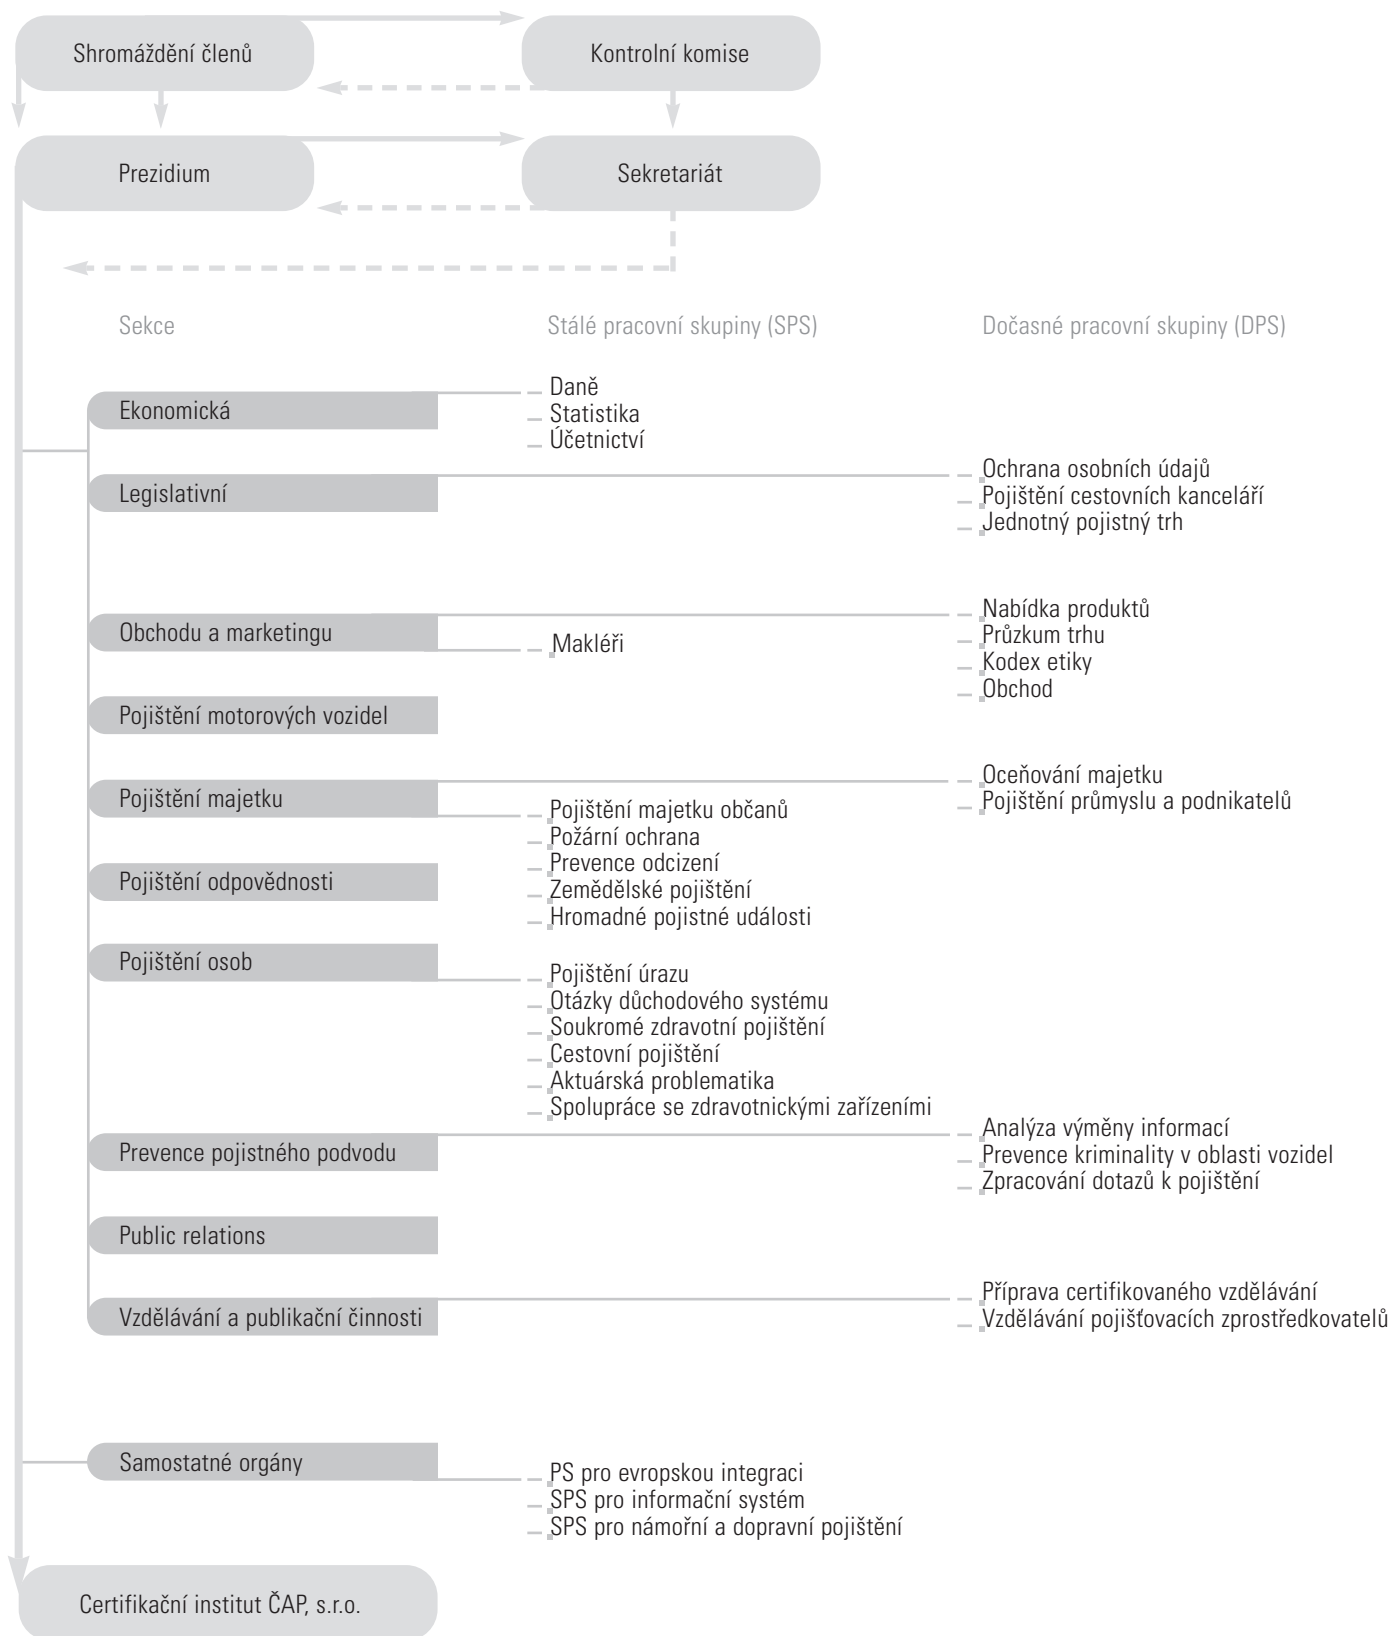 Shromáždění členů
Kontrolní komise
Prezidium
Sekretariát
Sekce
Stálé pracovní skupiny (SPS)
Dočasné pracovní skupiny (DPS)
Ekonomická
Daně
Statistika
Účetnictví
Legislativní
Ochrana osobních údajů
Pojištění cestovních kanceláří
Jednotný pojistný trh
Obchodu a marketingu
Makléři
Nabídka produktů
Průzkum trhu
Kodex etiky
Obchod
Pojištění motorových vozidel
Pojištění majetku
Oceňování majetku
Pojištění průmyslu a podnikatelů
Pojištění majetku občanů
Požární ochrana
Prevence odcizení
Zemědělské pojištění
Hromadné pojistné události
Pojištění odpovědnosti
Pojištění osob
Pojištění úrazu
Otázky důchodového systému
Soukromé zdravotní pojištění
Cestovní pojištění
Aktuárská problematika
Spolupráce se zdravotnickými zařízeními
Prevence pojistného podvodu
Analýza výměny informací
Prevence kriminality v oblasti vozidel
Zpracování dotazů k pojištění
Public relations
Vzdělávání a publikační činnosti
Příprava certifikovaného vzdělávání
Vzdělávání pojišťovacích zprostředkovatelů
Samostatné orgány
PS pro evropskou integraci
SPS pro informační systém
SPS pro námořní a dopravní pojištění
Certifikační institut ČAP, s.r.o.